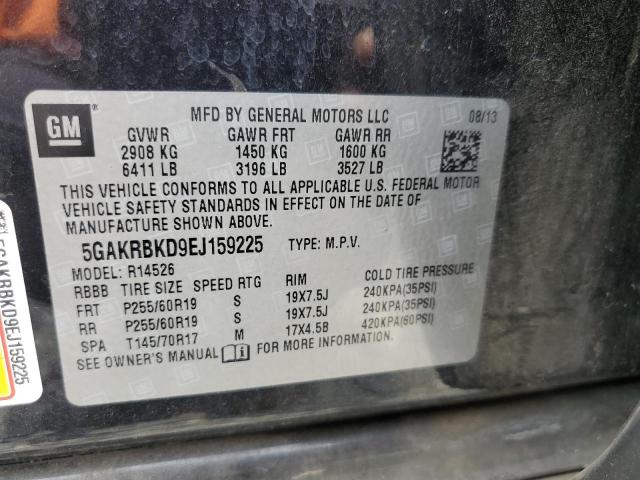 GM
MFD BY GENERAL MOTORS LLC 08/13
GVWR GAWR FRT GAWR RR
2908 KG 1450 KG 1600 KG
6411 LB 3196 LB 3527 LB
THIS VEHICLE CONFORMS TO ALL APPLICABLE U.S. FEDERAL MOTOR
VEHICLE SAFETY STANDARDS IN EFFECT ON THE DATE OF
MANUFACTURE SHOWN ABOVE.
5GAKRBKD9EJ159225 TYPE: M.P.V.
MODEL: R14526
RBBB TIRE SIZE SPEED RTG RIM COLD TIRE PRESSURE
FRT P255/60R19 S 19X7.5J 240KPA(35PSI)
RR P255/60R19 S 19X7.5J 240KPA(35PSI)
SPA T145/70R17 M 17X4.5B 420KPA(60PSI)
SEE OWNER'S MANUAL FOR MORE INFORMATION.
5GAKRBKD9EJ159225